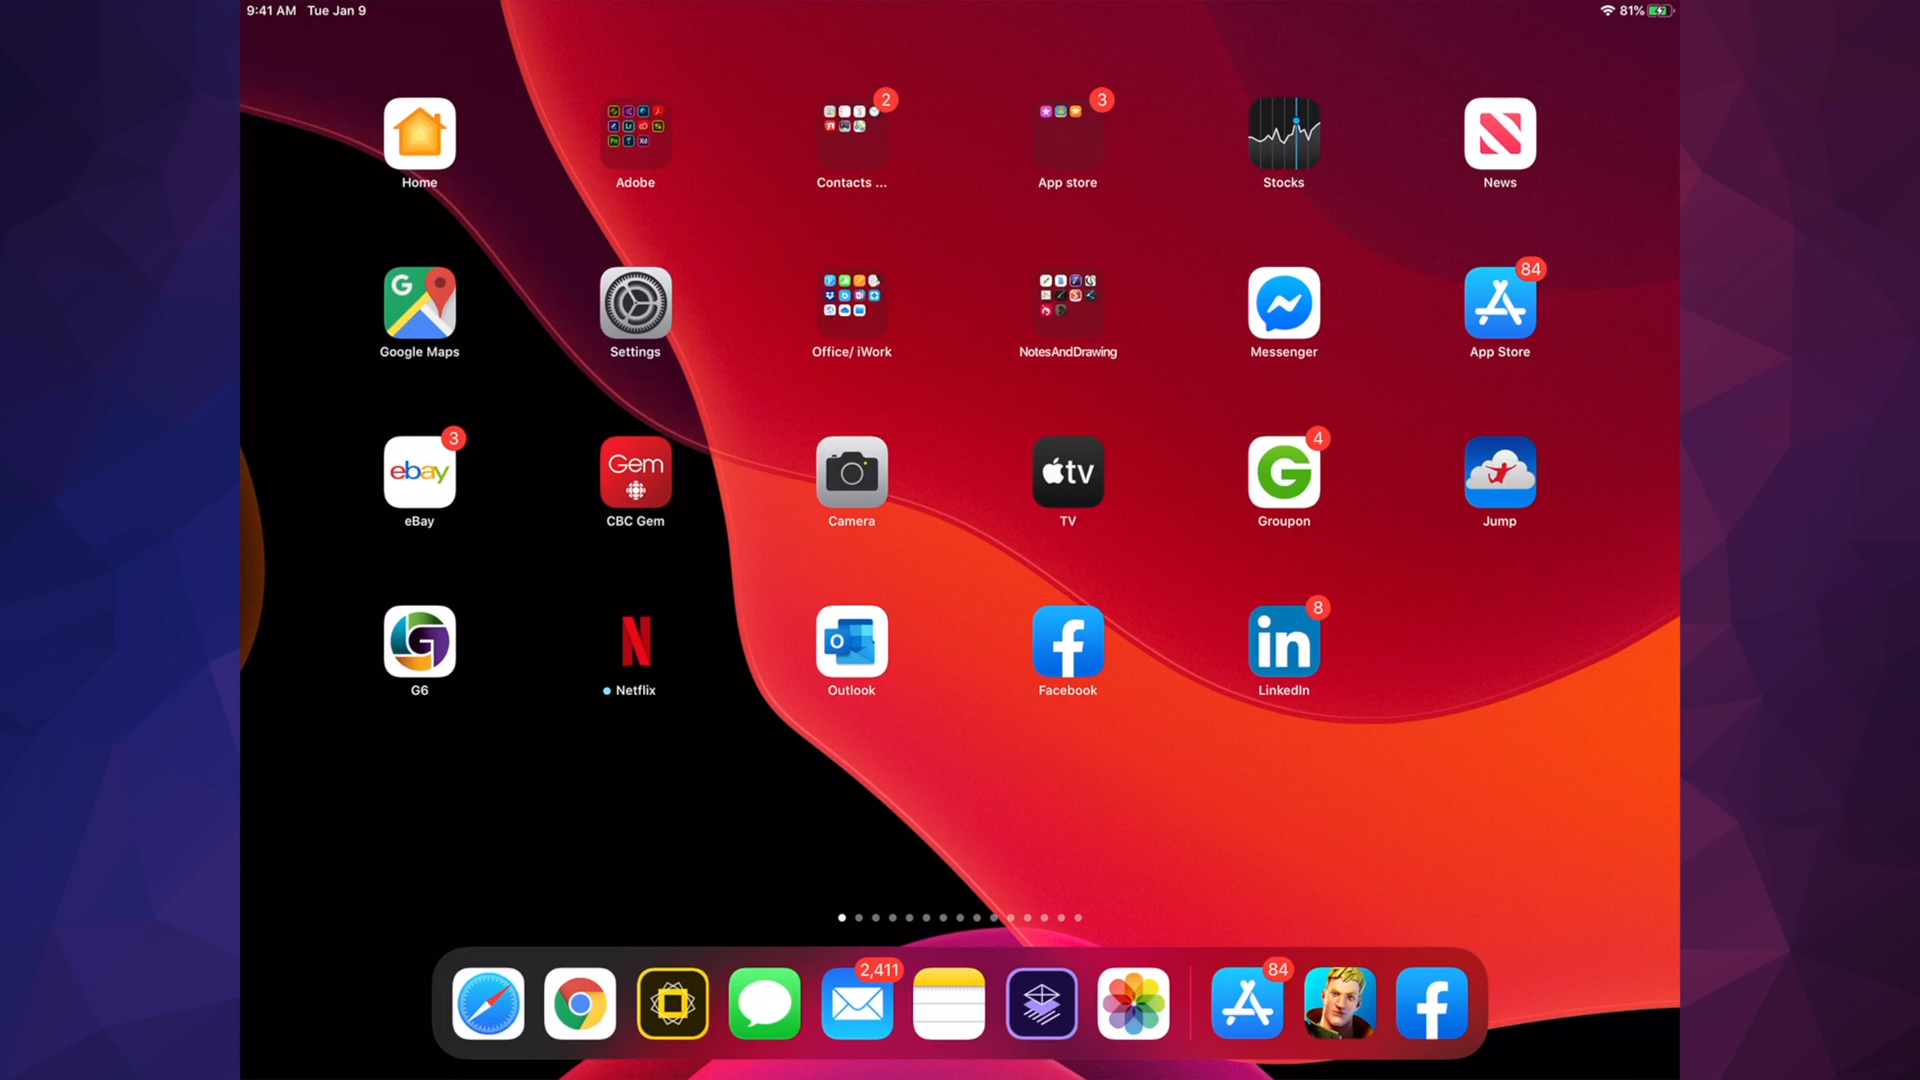 9:41 AM Tue Jan 9
81%
2
3
Home
Adobe
Contacts ...
App store
Stocks
News
G
84
Google Maps
Settings
Office/ iWork
NotesAndDrawing
Messenger
App Store
3
4
ebay
Gem
tv
G
eBay
CBC Gem
Camera
TV
Groupon
Jump
8
G
N
O
f
in
G6
Netflix
Outlook
Facebook
LinkedIn
2,411
84
f